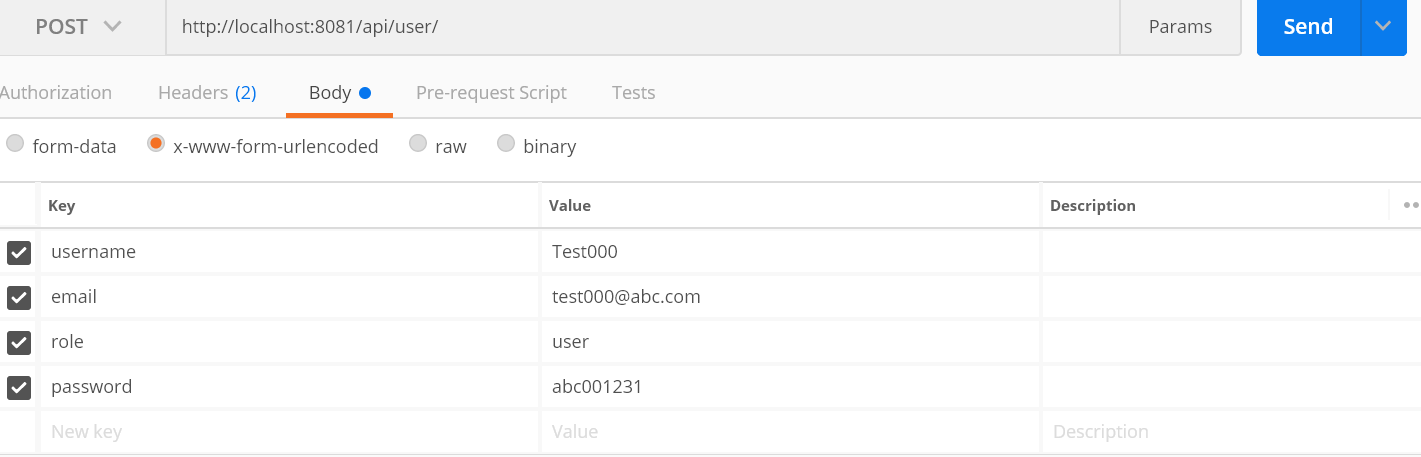 POST http://localhost:8081/api/user/ Params Send
Authorization Headers (2) Body Pre-request Script Tests
form-data x-www-form-urlencoded raw binary
Key Value Description
username Test000
email test000@abc.com
role user
password abc001231
New key Value Description